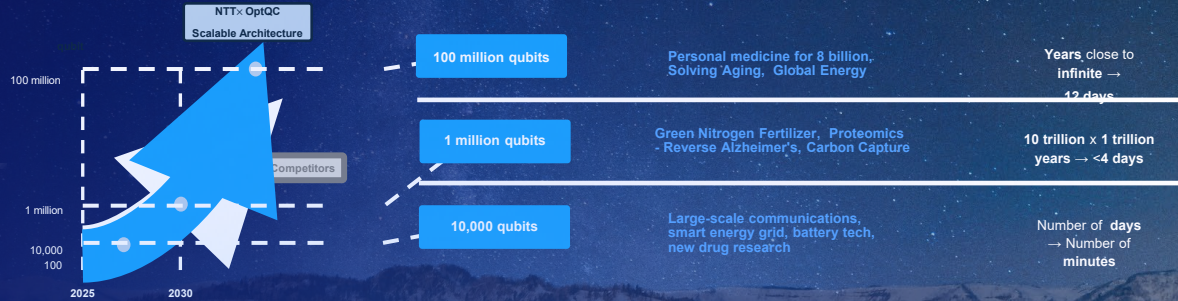 NTT× OptQC
Scalable Architecture
100 million
1 million
10,000
100
2025
2030
Competitors
100 million qubits
Personal medicine for 8 billion,
Solving Aging, Global Energy
Years close to
infinite →
12 days
1 million qubits
Green Nitrogen Fertilizer, Proteomics
- Reverse Alzheimer's, Carbon Capture
10 trillion x 1 trillion
years → <4 days
10,000 qubits
Large-scale communications,
smart energy grid, battery tech,
new drug research
Number of days
→ Number of
minutes